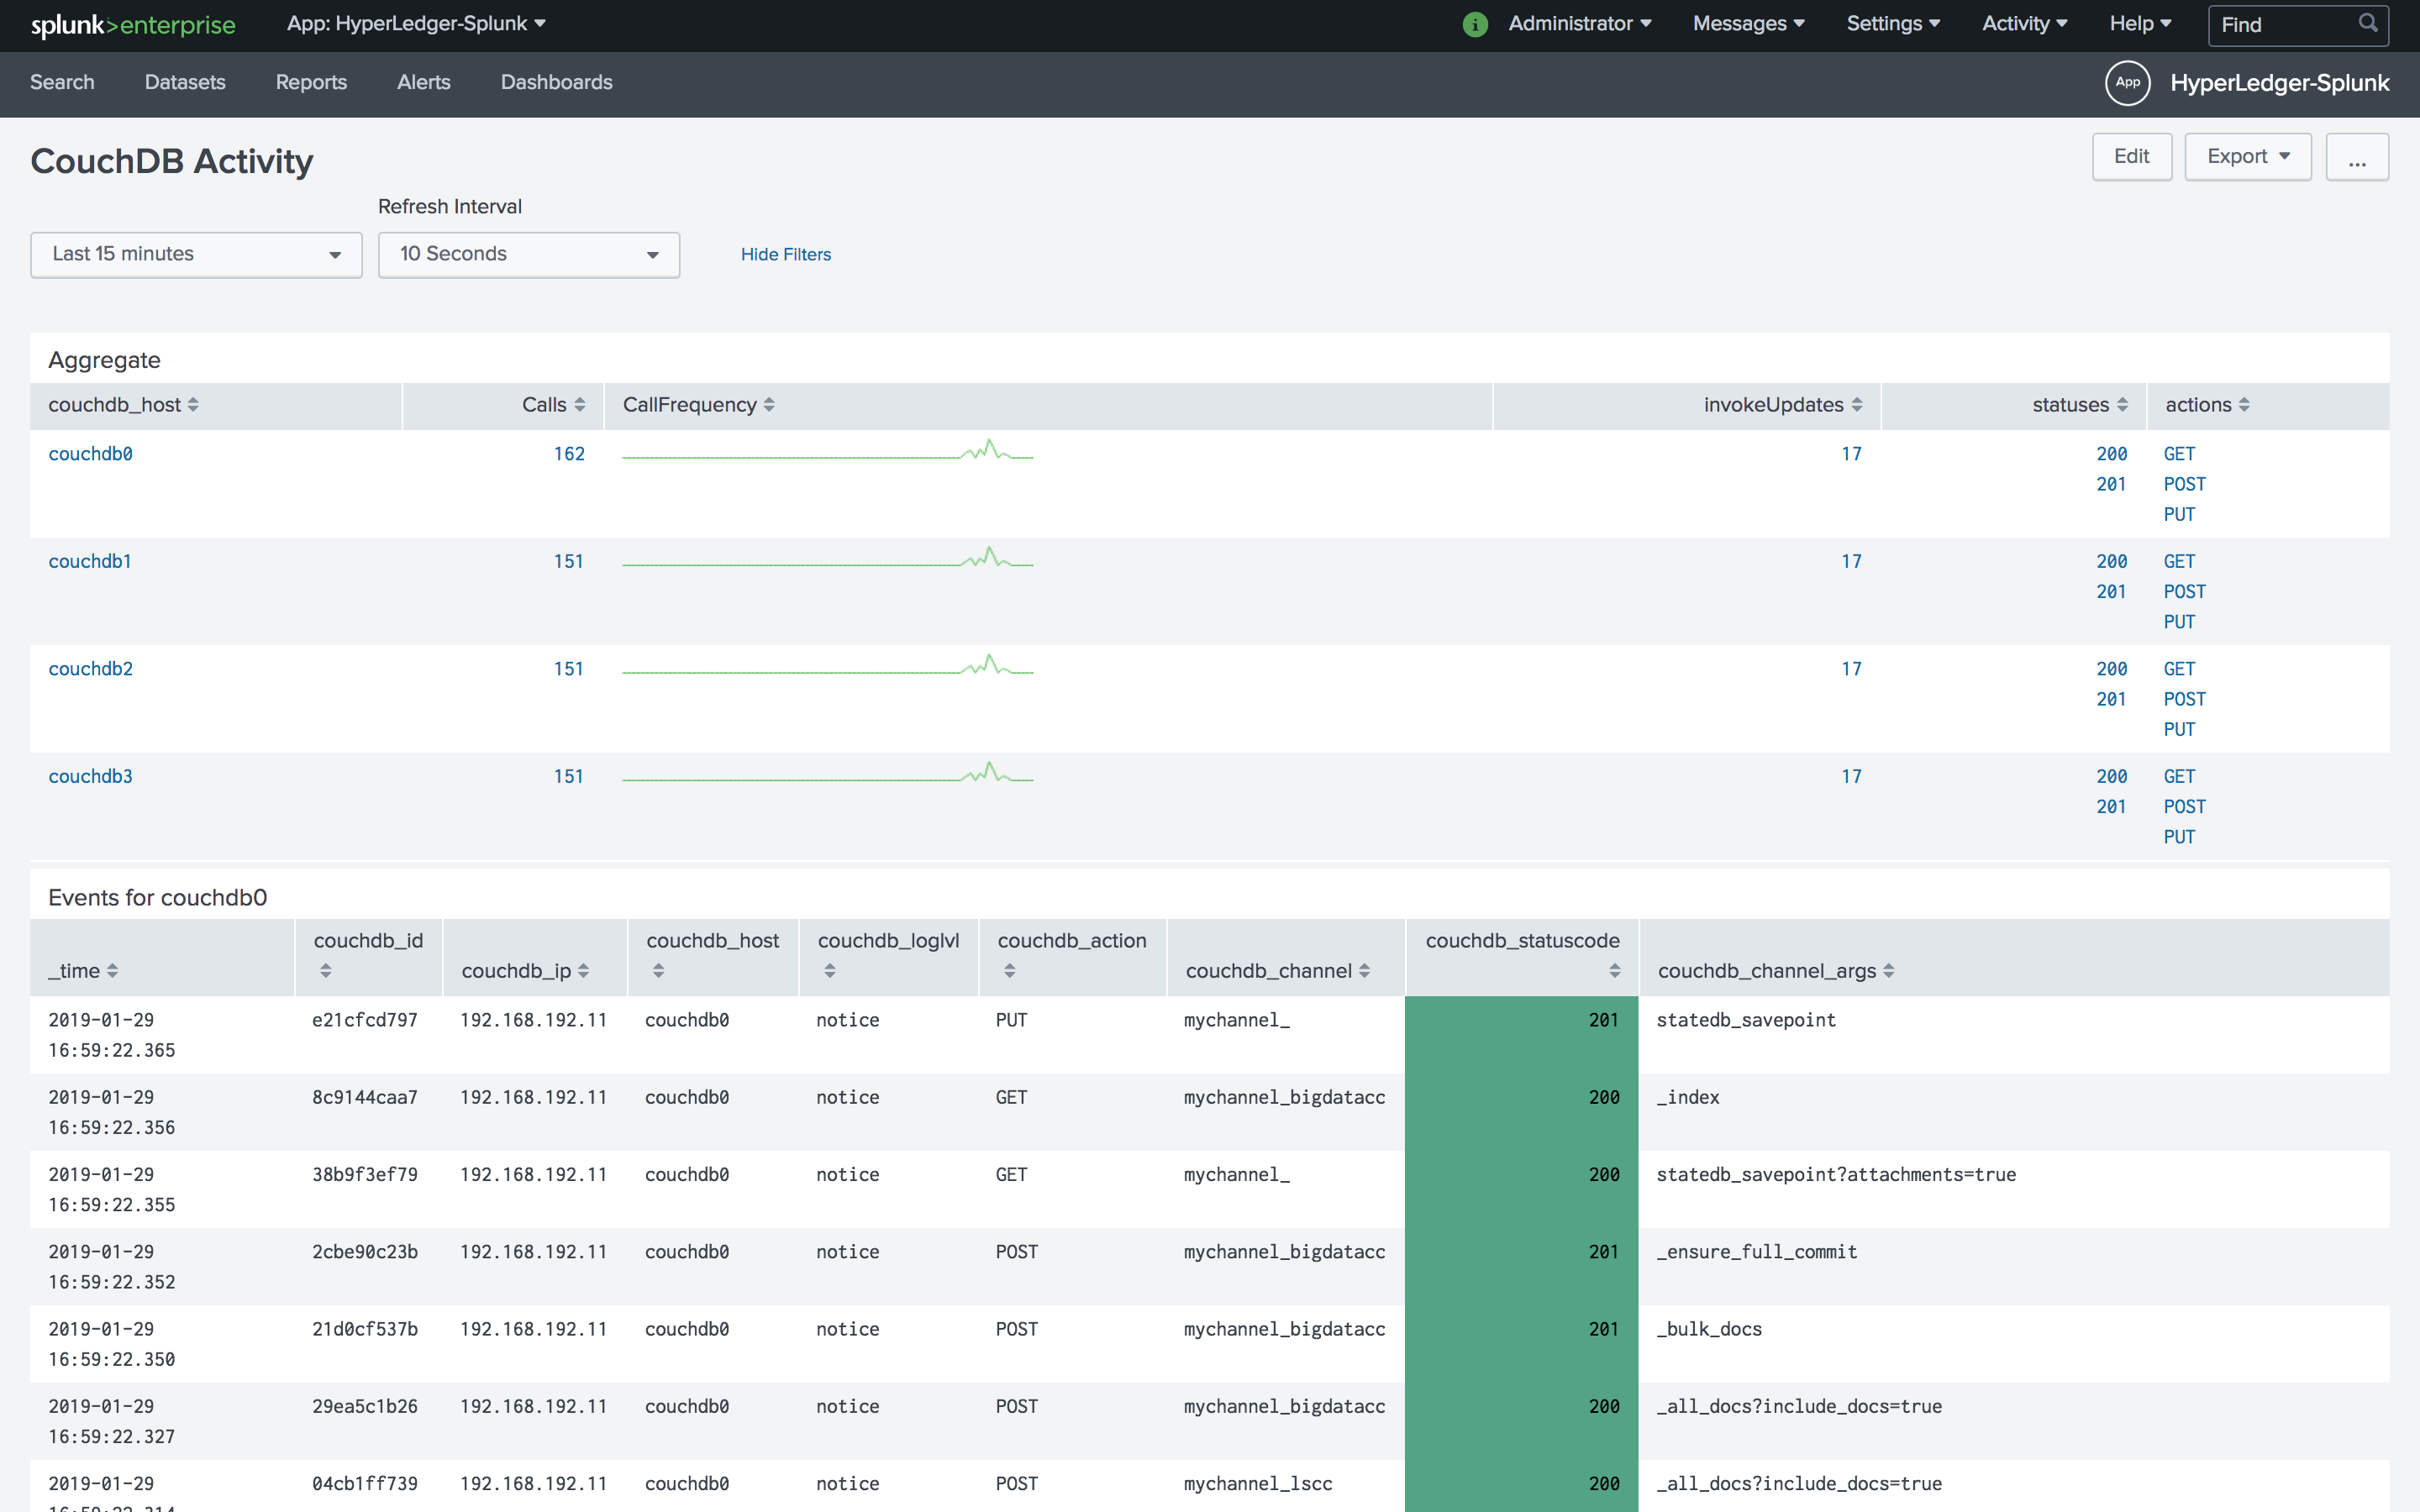 splunk>enterprise App: HyperLedger-Splunk i Administrator Messages Settings Activity Help Find
Search Datasets Reports Alerts Dashboards App HyperLedger-Splunk
CouchDB Activity Edit Export ...
Refresh Interval
Last 15 minutes 10 Seconds Hide Filters
Aggregate
couchdb_host Calls CallFrequency invokeUpdates statuses actions
couchdb0 162 17 200 GET
201 POST
PUT
couchdb1 151 17 200 GET
201 POST
PUT
couchdb2 151 17 200 GET
201 POST
PUT
couchdb3 151 17 200 GET
201 POST
PUT
Events for couchdb0
_time couchdb_id couchdb_ip couchdb_host couchdb_loglvl couchdb_action couchdb_channel couchdb_statuscode couchdb_channel_args
2019-01-29 e21cfcd797 192.168.192.11 couchdb0 notice PUT mychannel_ 201 statedb_savepoint
16:59:22.365
2019-01-29 8c9144caa7 192.168.192.11 couchdb0 notice GET mychannel_bigdatacc 200 _index
16:59:22.356
2019-01-29 38b9f3ef79 192.168.192.11 couchdb0 notice GET mychannel_ 200 statedb_savepoint?attachments=true
16:59:22.355
2019-01-29 2cbe90c23b 192.168.192.11 couchdb0 notice POST mychannel_bigdatacc 201 _ensure_full_commit
16:59:22.352
2019-01-29 21d0cf537b 192.168.192.11 couchdb0 notice POST mychannel_bigdatacc 201 _bulk_docs
16:59:22.350
2019-01-29 29ea5c1b26 192.168.192.11 couchdb0 notice POST mychannel_bigdatacc 200 _all_docs?include_docs=true
16:59:22.327
2019-01-29 04cb1ff739 192.168.192.11 couchdb0 notice POST mychannel_lscc 200 _all_docs?include_docs=true